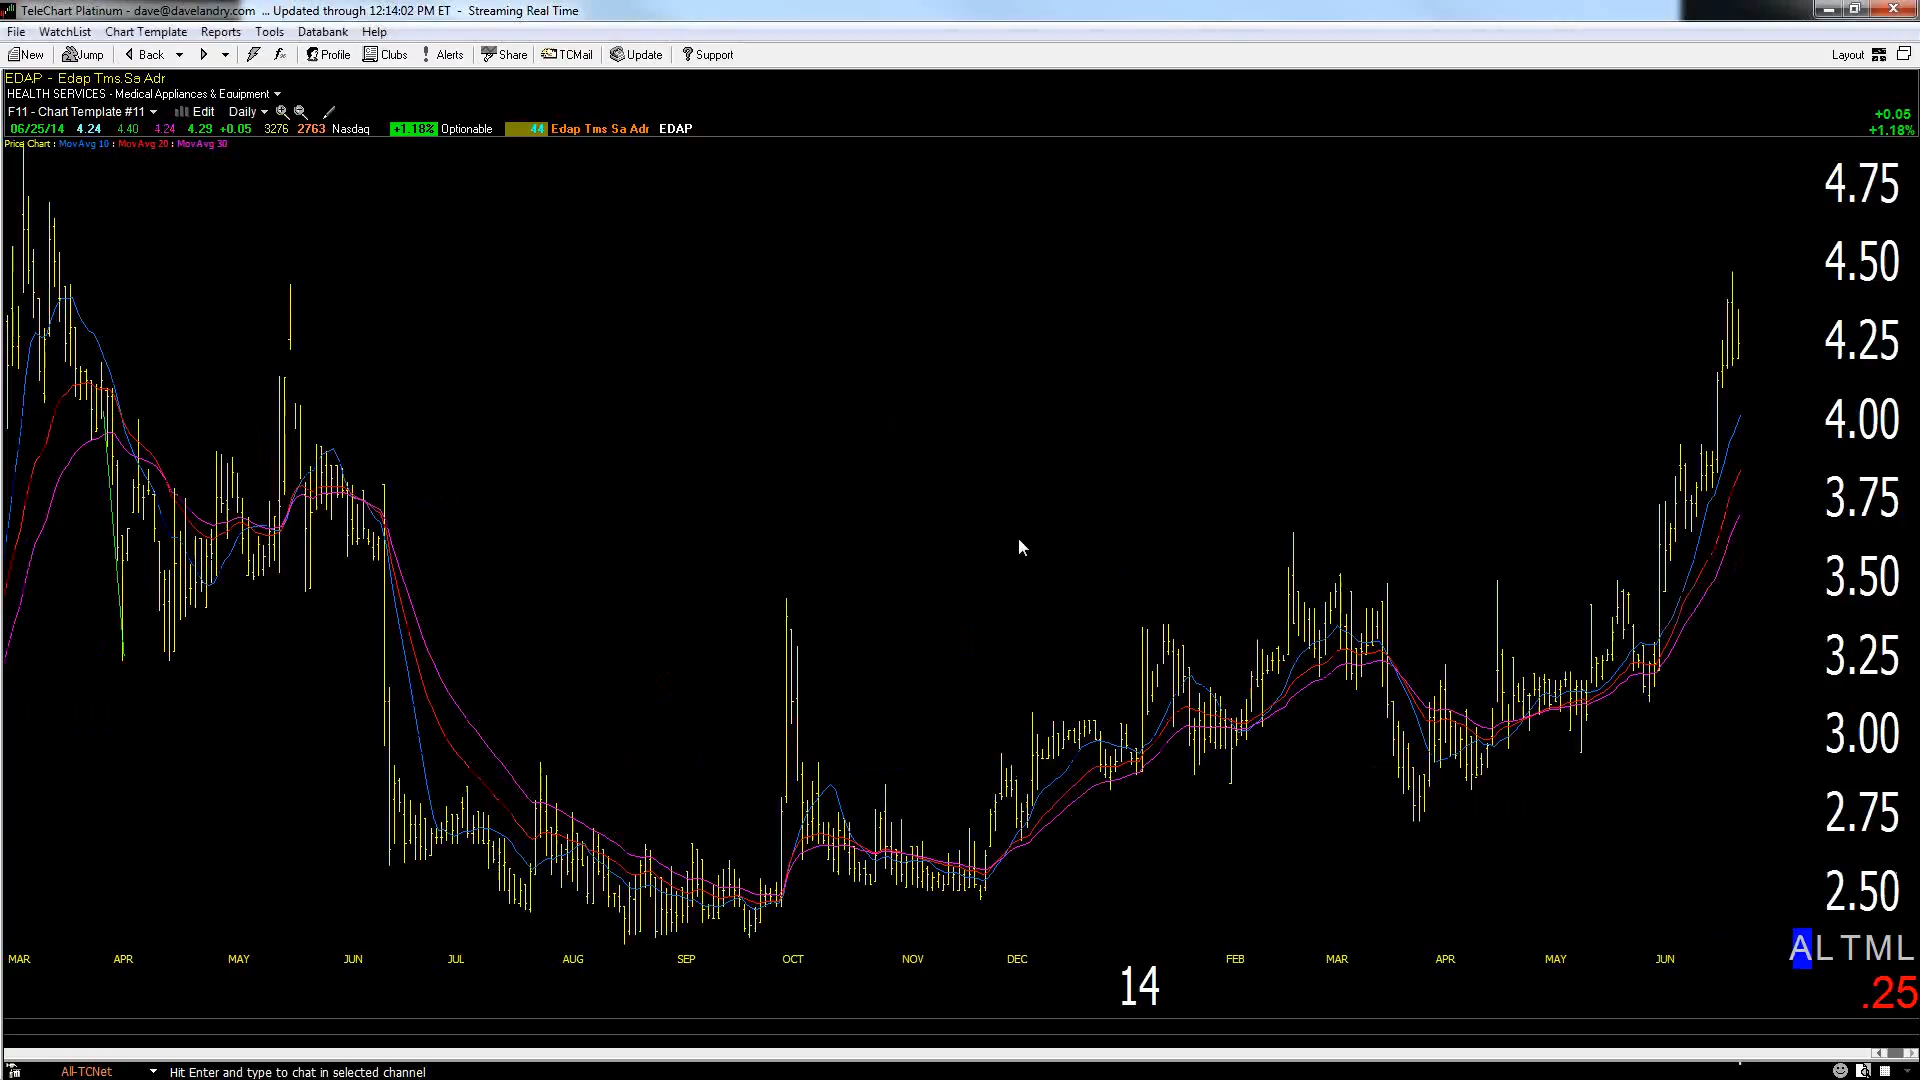 TeleChart Platinum - dave@davelandry.com ... Updated through 12:14:02 PM ET - Streaming Real Time
File WatchList Chart Template Reports Tools Databank Help
New Jump Back Profile Clubs Alerts Share TCMail Update Support Layout
EDAP - Edap Tms.Sa Adr
HEALTH SERVICES - Medical Appliances & Equipment
F11 - Chart Template #11 Edit Daily
+0.05
06/25/14 4.24 4.40 4.24 4.29 +0.05 3276 2763 Nasdaq +1.18% Optionable 44 Edap Tms Sa Adr EDAP
+1.18%
Price Chart : MovAvg 10 : MovAvg 20 : MovAvg 30
4.75
4.50
4.25
4.00
3.75
3.50
3.25
3.00
2.75
2.50
ALTML
MAR APR MAY JUN JUL AUG SEP OCT NOV DEC FEB MAR APR MAY JUN
14
.25
All-TCNet Hit Enter and type to chat in selected channel